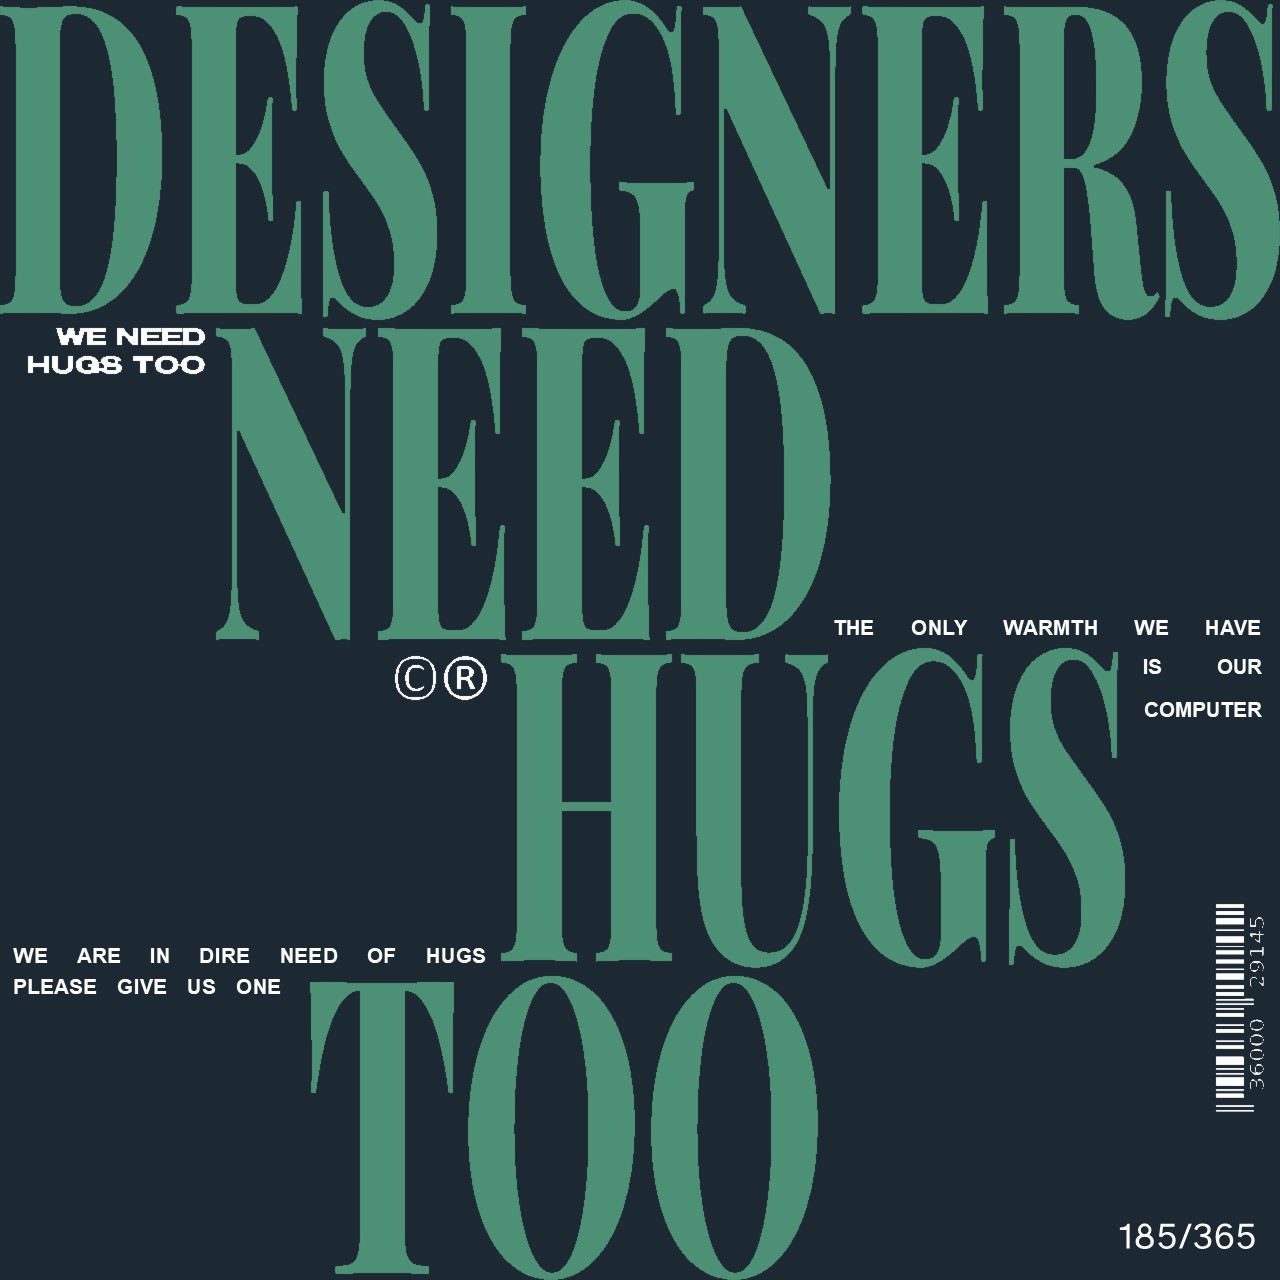 DESIGNERS
WE NEED
HUGS TOO
NEED
THE ONLY WARMTH WE HAVE
IS OUR
COMPUTER
©®
HUGS
WE ARE IN DIRE NEED OF HUGS
PLEASE GIVE US ONE
TOO
36000 29145
185/365